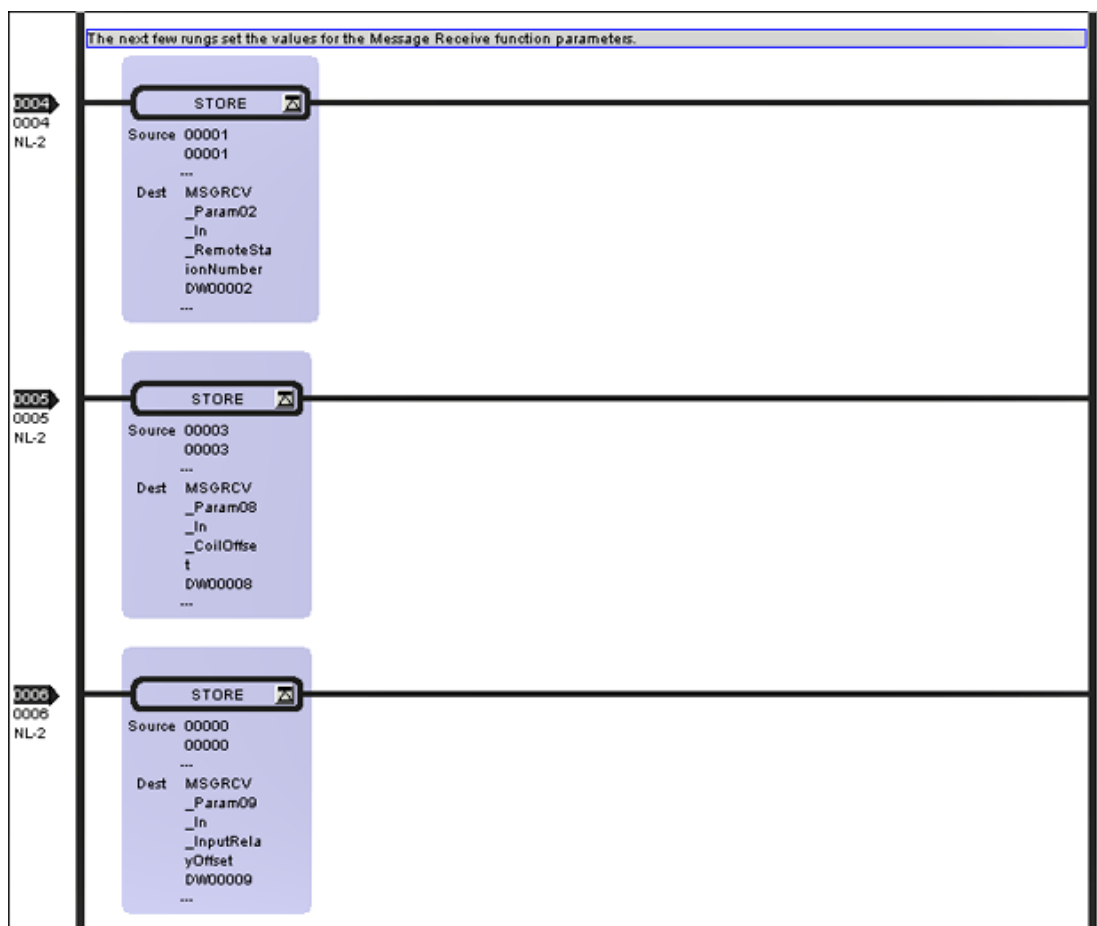 The next few rungs set the values for the Message Receive function parameters.
0004 STORE
0004
NL-2
Source 00001
00001
...
Dest MSGRCV
_Param02
_In
_RemoteSta
ionNumber
DW00002
...
0005 STORE
0005
NL-2
Source 00003
00003
...
Dest MSGRCV
_Param08
_In
_CoilOffse
t
DW00008
...
0006 STORE
0006
NL-2
Source 00000
00000
...
Dest MSGRCV
_Param09
_In
_InputRela
yOffset
DW00009
...